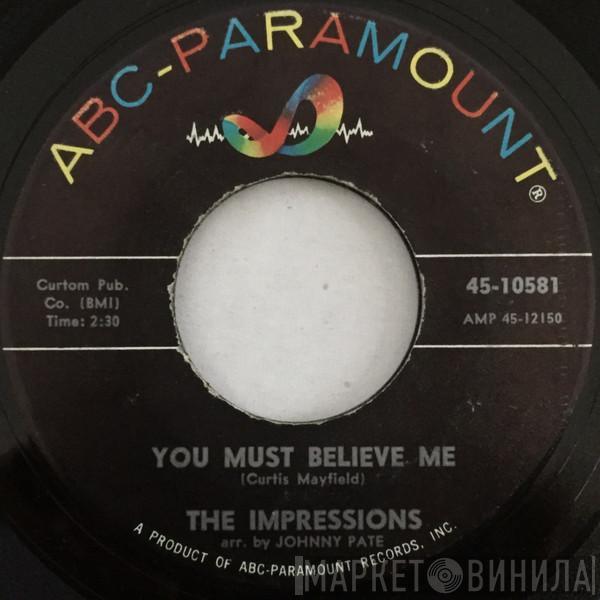 ABC-PARAMOUNT®
Curtom Pub.
Co. (BMI)
Time: 2:30
45-10581
AMP 45-12150
YOU MUST BELIEVE ME
(Curtis Mayfield)
THE IMPRESSIONS
arr. by JOHNNY PATE
A PRODUCT OF ABC-PARAMOUNT RECORDS, INC.
МАРКЕТ ВИНИЛА